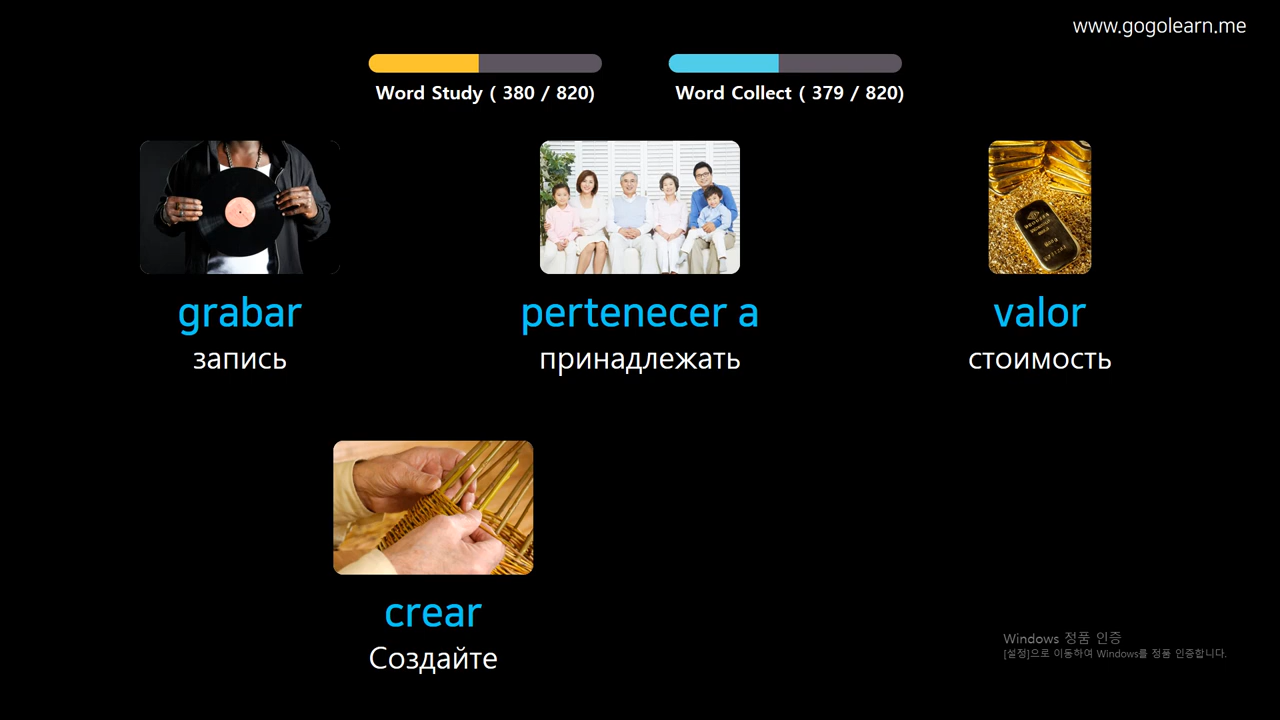 www.gogolearn.me
Word Study ( 380 / 820)
Word Collect ( 379 / 820)
grabar
запись
pertenecer a
принадлежать
valor
стоимость
crear
Создайте
Windows 정품 인증
[설정]으로 이동하여 Windows를 정품 인증합니다.